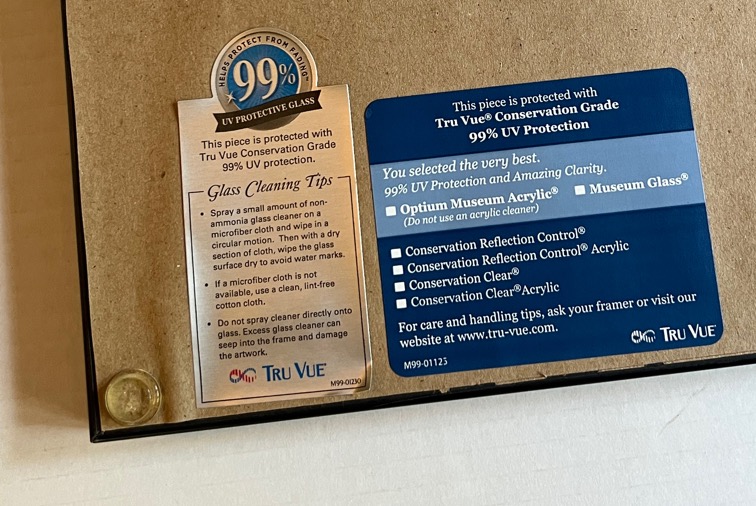 HELPS PROTECT FROM FADING™
99%
UV PROTECTIVE GLASS
This piece is protected with
Tru Vue Conservation Grade
99% UV protection.
Glass Cleaning Tips
• Spray a small amount of non-
ammonia glass cleaner on a
microfiber cloth and wipe in a
circular motion. Then with a dry
section of cloth, wipe the glass
surface dry to avoid water marks.
• If a microfiber cloth is not
available, use a clean, lint-free
cotton cloth.
• Do not spray cleaner directly onto
glass. Excess glass cleaner can
seep into the frame and damage
the artwork.
TRU VUE®
M99-01230
This piece is protected with
Tru Vue® Conservation Grade
99% UV Protection
You selected the very best.
99% UV Protection and Amazing Clarity.
Optium Museum Acrylic® Museum Glass®
(Do not use an acrylic cleaner)
Conservation Reflection Control®
Conservation Reflection Control® Acrylic
Conservation Clear®
Conservation Clear® Acrylic
For care and handling tips, ask your framer or visit our
website at www.tru-vue.com.
TRU VUE®
M99-01123